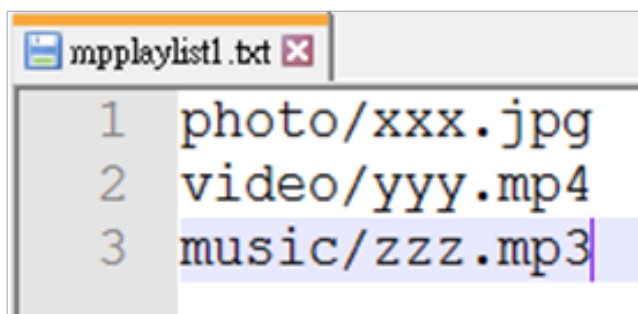 mpplaylist1.txt
1 photo/xxx.jpg
2 video/yyy.mp4
3 music/zzz.mp3